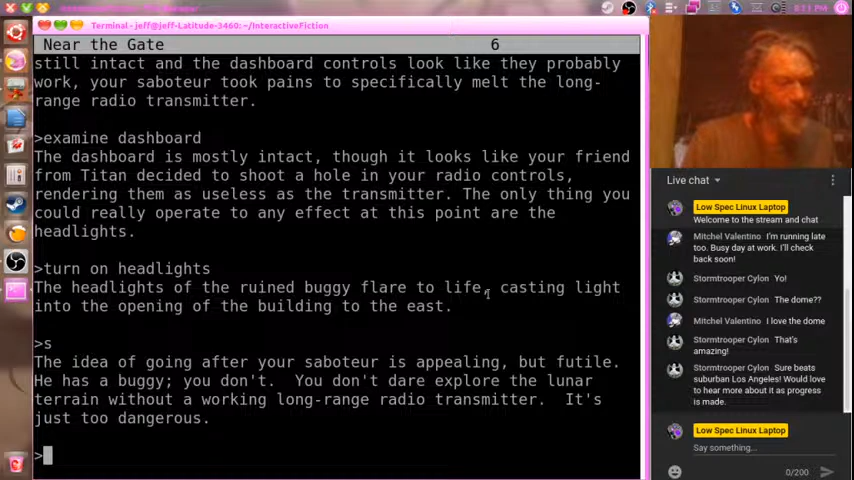 8:11 PM
Terminal - jeff@jeff-Latitude-3460:~/InteractiveFiction
Near the Gate 6
still intact and the dashboard controls look like they probably
work, your saboteur took pains to specifically melt the long-
range radio transmitter.
>examine dashboard
The dashboard is mostly intact, though it looks like your friend
from Titan decided to shoot a hole in your radio controls,
rendering them as useless as the transmitter. The only thing you
could really operate to any effect at this point are the
headlights.
>turn on headlights
The headlights of the ruined buggy flare to life, casting light
into the opening of the building to the east.
>s
The idea of going after your saboteur is appealing, but futile.
He has a buggy; you don't.  You don't dare explore the lunar
terrain without a working long-range radio transmitter.  It's
just too dangerous.
>
Live chat
Low Spec Linux Laptop
Welcome to the stream and chat
Mitchel Valentino I'm running late
too. Busy day at work. I'll check
back soon!
Stormtrooper Cylon Yo!
Stormtrooper Cylon The dome??
Mitchel Valentino I love the dome
Stormtrooper Cylon That's
amazing!
Stormtrooper Cylon Sure beats
suburban Los Angeles! Would love
to hear more about it as progress
is made.
Low Spec Linux Laptop
Say something...
0/200